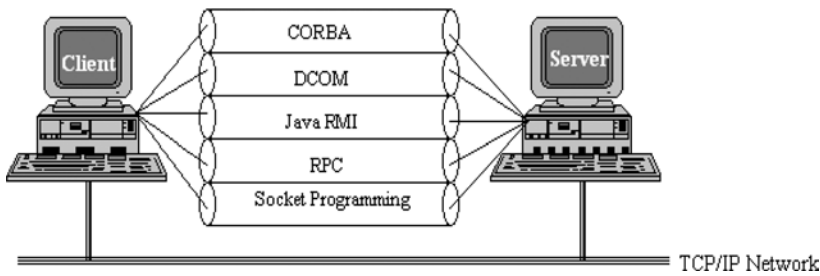 CORBA
Client
Server
DCOM
Java RMI
RPC
Socket Programming
TCP/IP Network